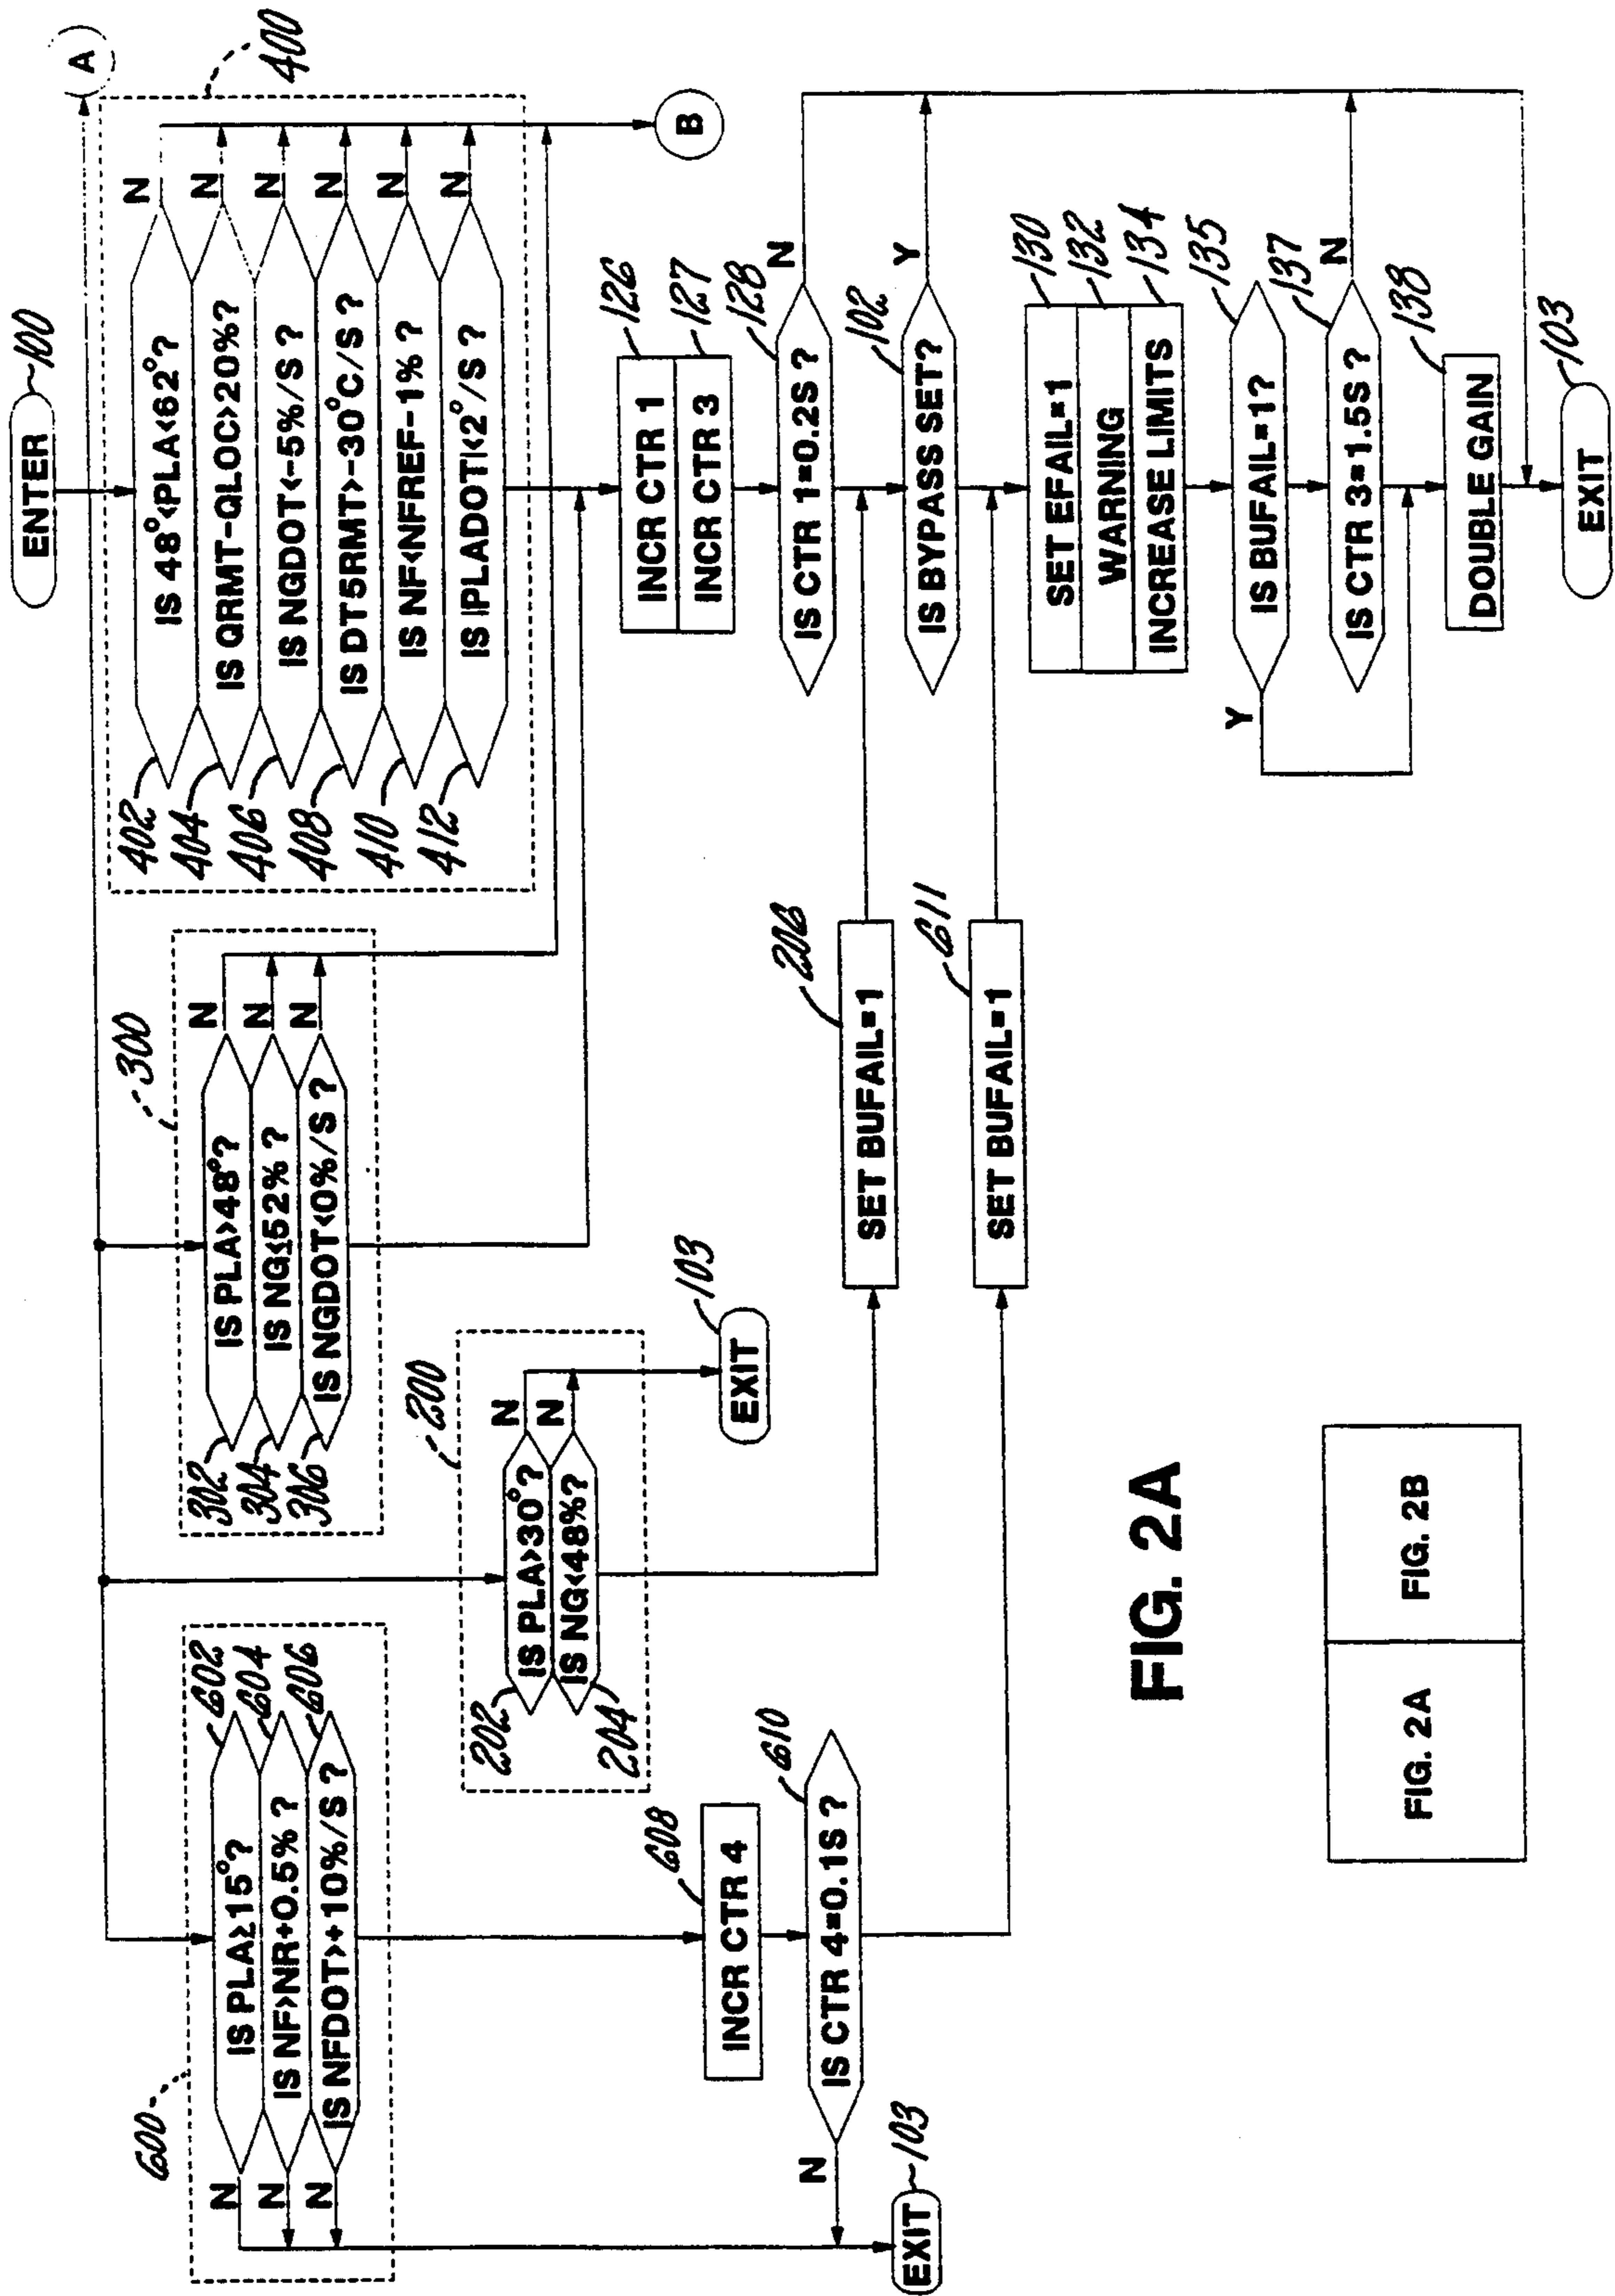 ENTER
100
A
600
602
604
606
IS PLA≥15°?
IS NF>NR+0.5% ?
IS NFDOT>+10%/S ?
N
N
N
608
INCR CTR 4
610
IS CTR 4=0.1S ?
N
EXIT
103
200
202
204
IS PLA>30°?
IS NG<48%?
N
N
EXIT
103
300
302
304
306
IS PLA>48°?
IS NG≤52% ?
IS NGDOT<0%/S ?
N
N
N
400
402
404
406
408
410
412
IS 48°<PLA<62°?
IS QRMT-QLOC>20%?
IS NGDOT<-5%/S ?
IS DT5RMT>-30°C/S ?
IS NF<NFREF-1% ?
IS |PLADOT|<2°/S ?
N
N
N
N
N
N
B
INCR CTR 1
126
INCR CTR 3
127
IS CTR 1=0.2S ?
128
N
SET BUFAIL=1
206
IS BYPASS SET?
102
Y
SET BUFAIL=1
611
SET EFAIL=1
130
WARNING
132
INCREASE LIMITS
134
IS BUFAIL=1?
135
Y
IS CTR 3=1.5S ?
137
N
DOUBLE GAIN
138
EXIT
103
FIG. 2A
FIG. 2A
FIG. 2B